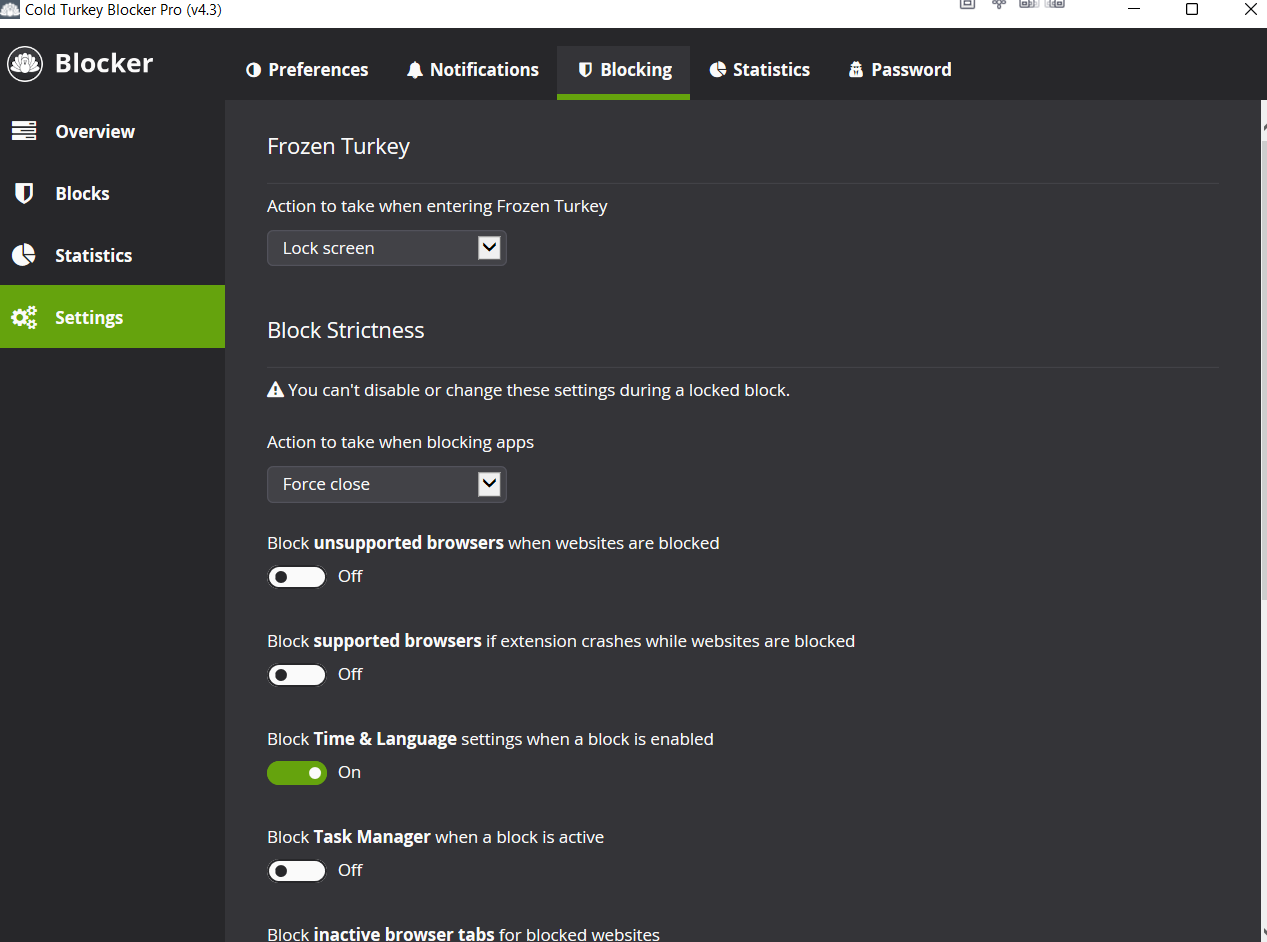 Cold Turkey Blocker Pro (v4.3)
Blocker
Preferences
Notifications
Blocking
Statistics
Password
Overview
Blocks
Statistics
Settings
Frozen Turkey
Action to take when entering Frozen Turkey
Lock screen
Block Strictness
You can't disable or change these settings during a locked block.
Action to take when blocking apps
Force close
Block unsupported browsers when websites are blocked
Off
Block supported browsers if extension crashes while websites are blocked
Off
Block Time & Language settings when a block is enabled
On
Block Task Manager when a block is active
Off
Block inactive browser tabs for blocked websites